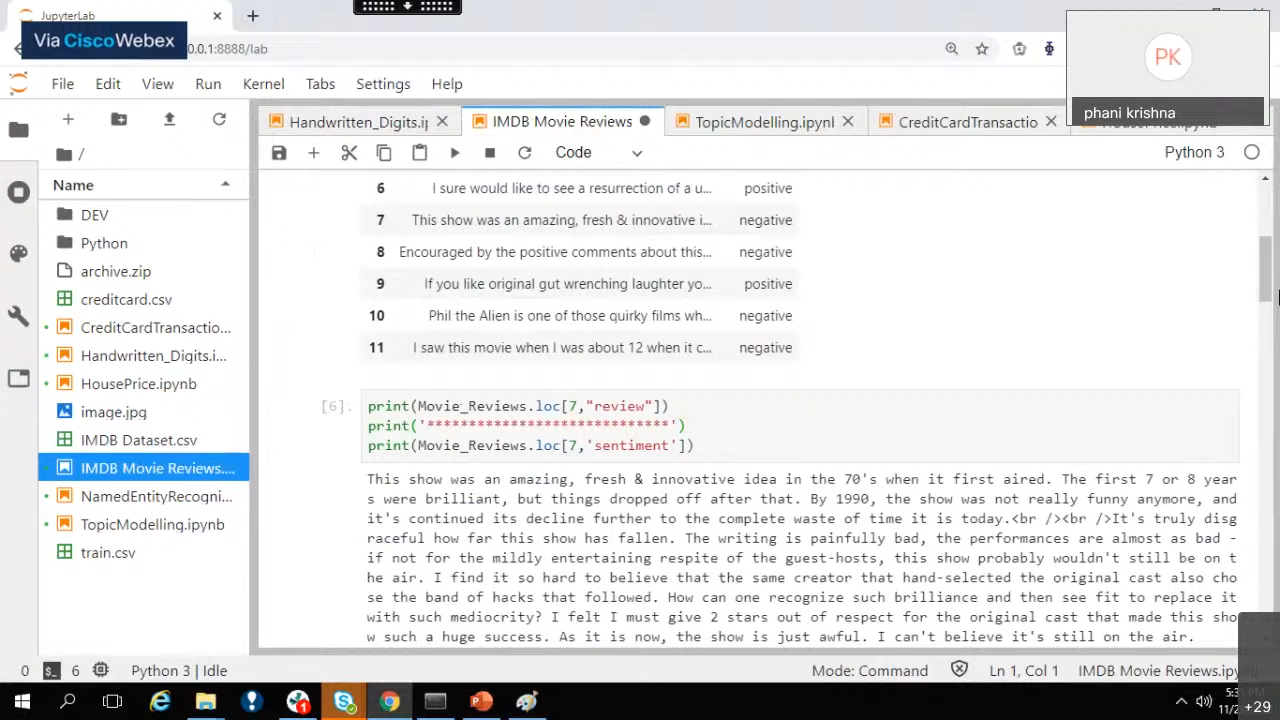 JupyterLab
Via CiscoWebex
0.0.1:8888/lab
PK
phani krishna
File Edit View Run Kernel Tabs Settings Help
Handwritten_Digits.i
IMDB Movie Reviews
TopicModelling.ipynl
CreditCardTransactio
Code
Python 3
/
Name
DEV
Python
archive.zip
creditcard.csv
CreditCardTransactio...
Handwritten_Digits.i...
HousePrice.ipynb
image.jpg
IMDB Dataset.csv
IMDB Movie Reviews....
NamedEntityRecogni...
TopicModelling.ipynb
train.csv
6 I sure would like to see a resurrection of a u... positive
7 This show was an amazing, fresh & innovative i... negative
8 Encouraged by the positive comments about this... negative
9 If you like original gut wrenching laughter yo... positive
10 Phil the Alien is one of those quirky films wh... negative
11 I saw this movie when I was about 12 when it c... negative
[6]: print(Movie_Reviews.loc[7,"review"])
print('*****************************')
print(Movie_Reviews.loc[7,'sentiment'])
This show was an amazing, fresh & innovative idea in the 70's when it first aired. The first 7 or 8 year
s were brilliant, but things dropped off after that. By 1990, the show was not really funny anymore, and
it's continued its decline further to the complete waste of time it is today.<br /><br />It's truly disg
raceful how far this show has fallen. The writing is painfully bad, the performances are almost as bad -
if not for the mildly entertaining respite of the guest-hosts, this show probably wouldn't still be on t
he air. I find it so hard to believe that the same creator that hand-selected the original cast also cho
se the band of hacks that followed. How can one recognize such brilliance and then see fit to replace it
with such mediocrity? I felt I must give 2 stars out of respect for the original cast that made this sho
w such a huge success. As it is now, the show is just awful. I can't believe it's still on the air.
0 6 Python 3 | Idle
Mode: Command
Ln 1, Col 1
IMDB Movie Reviews.ipy
+29